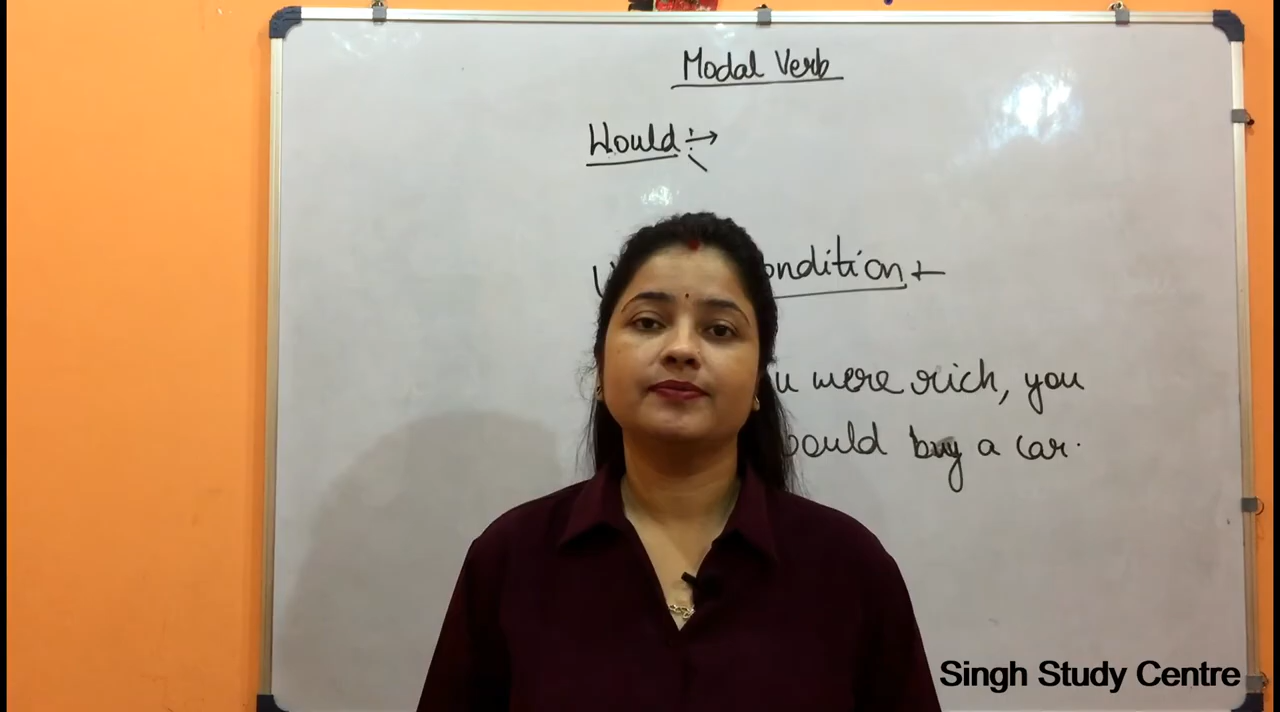 Modal Verb
Would :→
ondition
u were rich, you
ould buy a car.
Singh Study Centre